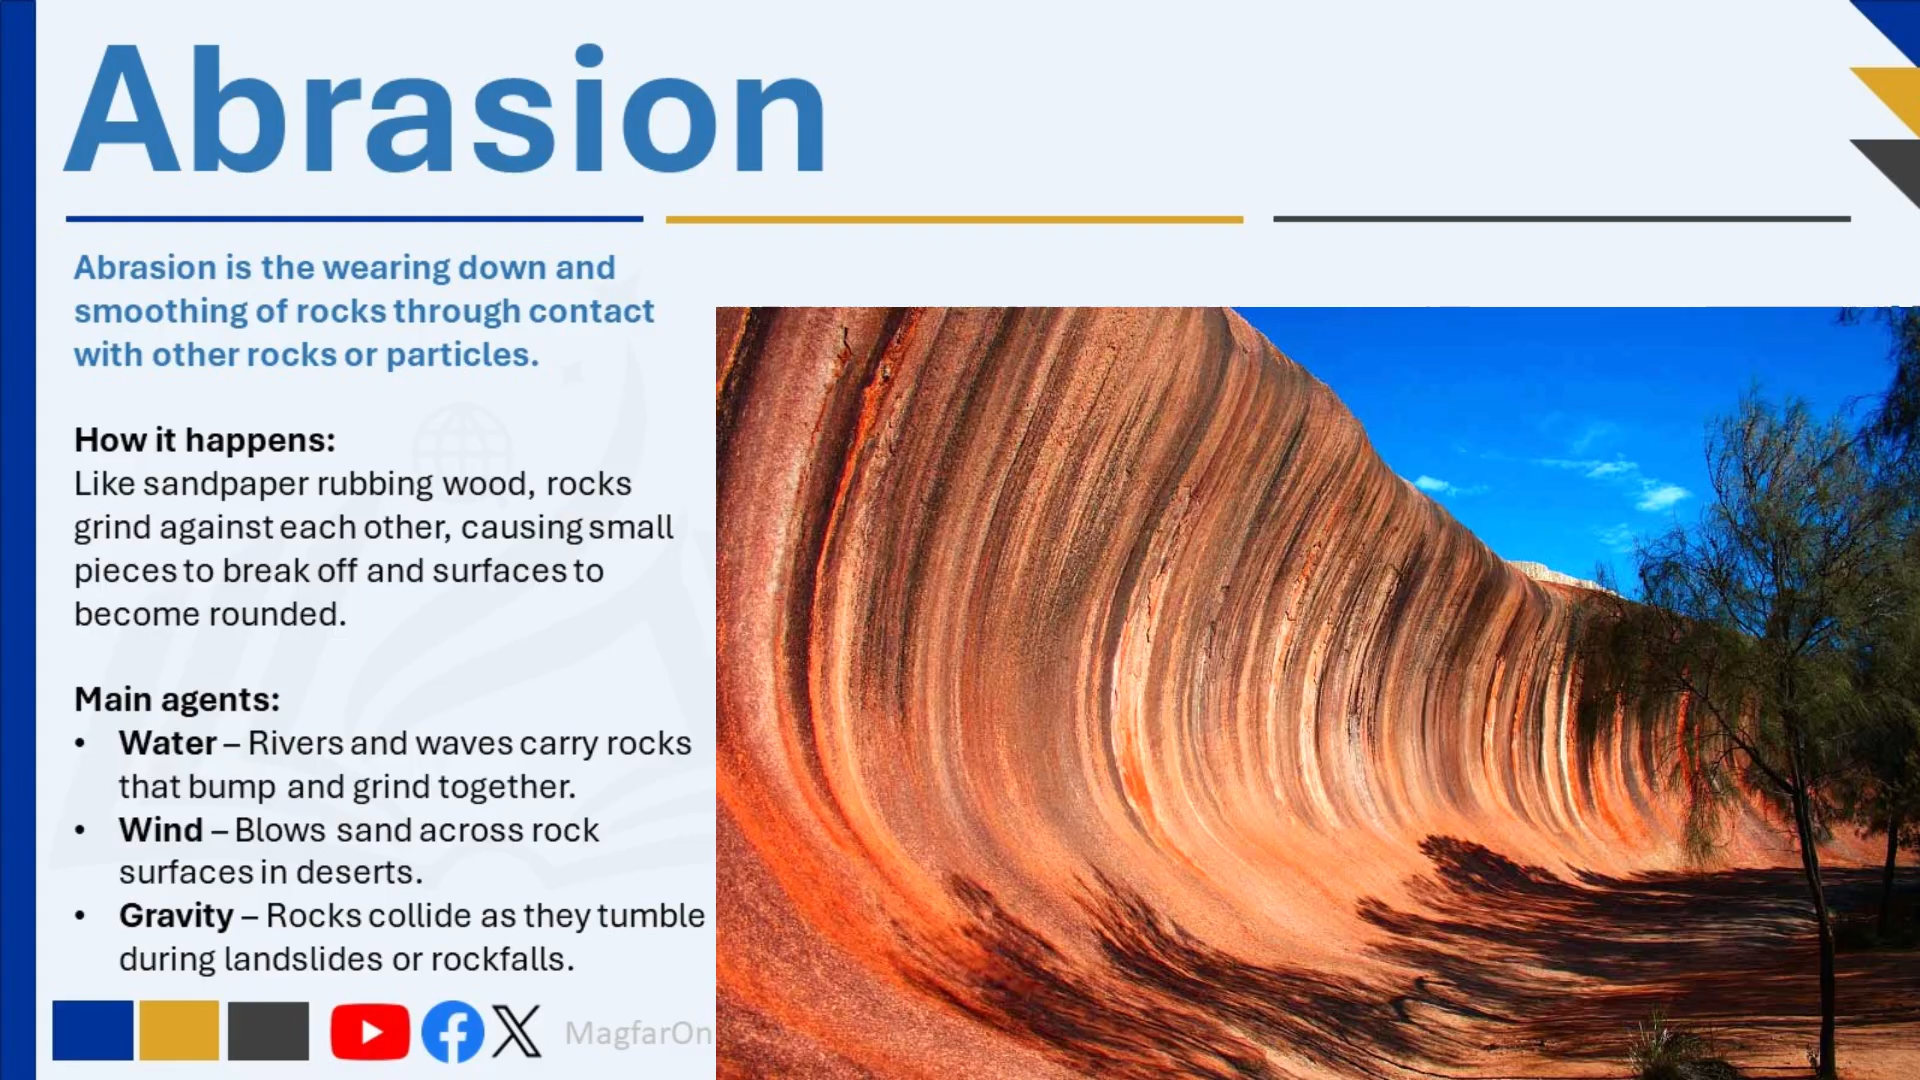 Abrasion
Abrasion is the wearing down and
smoothing of rocks through contact
with other rocks or particles.
How it happens:
Like sandpaper rubbing wood, rocks
grind against each other, causing small
pieces to break off and surfaces to
become rounded.
Main agents:
• Water – Rivers and waves carry rocks
that bump and grind together.
• Wind – Blows sand across rock
surfaces in deserts.
• Gravity – Rocks collide as they tumble
during landslides or rockfalls.
MagfarOn